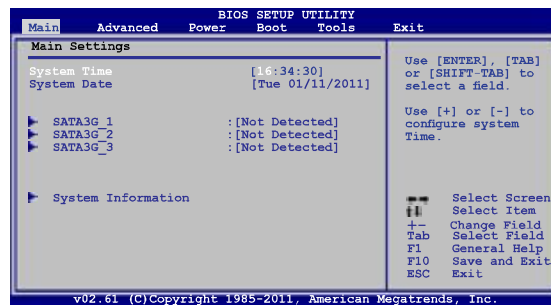 BIOS SETUP UTILITY
Main Advanced Power Boot Tools Exit
Main Settings
System Time [16:34:30]
System Date [Tue 01/11/2011]
SATA3G_1 :[Not Detected]
SATA3G_2 :[Not Detected]
SATA3G_3 :[Not Detected]
System Information
Use [ENTER], [TAB]
or [SHIFT-TAB] to
select a field.
Use [+] or [-] to
configure system
Time.
Select Screen
Select Item
+- Change Field
Tab Select Field
F1 General Help
F10 Save and Exit
ESC Exit
v02.61 (C)Copyright 1985-2011, American Megatrends, Inc.